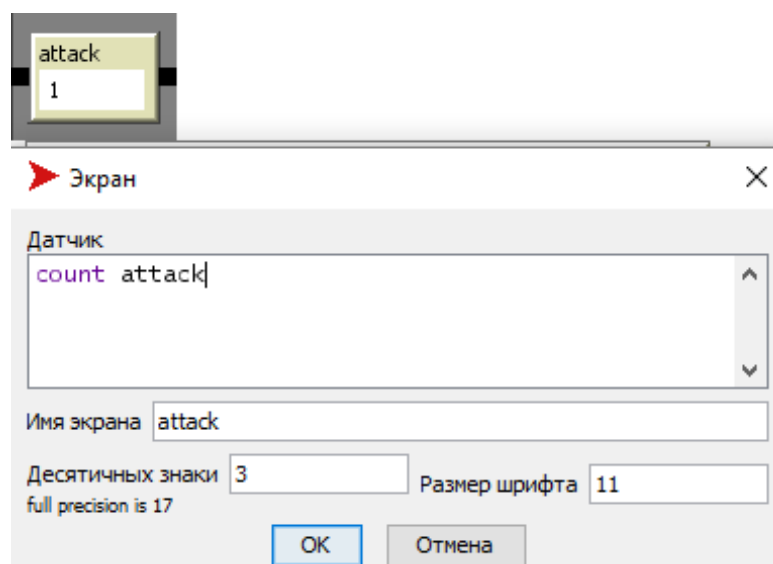 attack
1
Экран
Датчик
count attack
Имя экрана attack
Десятичных знаки 3 Размер шрифта 11
full precision is 17
OK Отмена